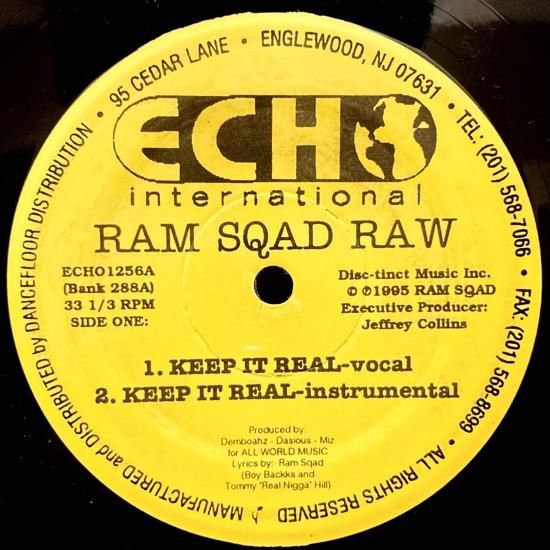 MANUFACTURED and DISTRIBUTED by DANCEFLOOR DISTRIBUTION • 95 CEDAR LANE • ENGLEWOOD, NJ 07631 • TEL: (201) 568-7066 • FAX: (201) 568-8699 • ALL RIGHTS RESERVED
ECHO
international
RAM SQAD RAW
ECHO1256A
(Bank 288A)
33 1/3 RPM
SIDE ONE:
Disc-tinct Music Inc.
© ℗1995 RAM SQAD
Executive Producer:
Jeffrey Collins
1. KEEP IT REAL-vocal
2. KEEP IT REAL-instrumental
Produced by:
Demboahz - Dasious - Miz
for ALL WORLD MUSIC
Lyrics by: Ram Sqad
(Boy Backks and
Tommy "Real Nigga" Hill)